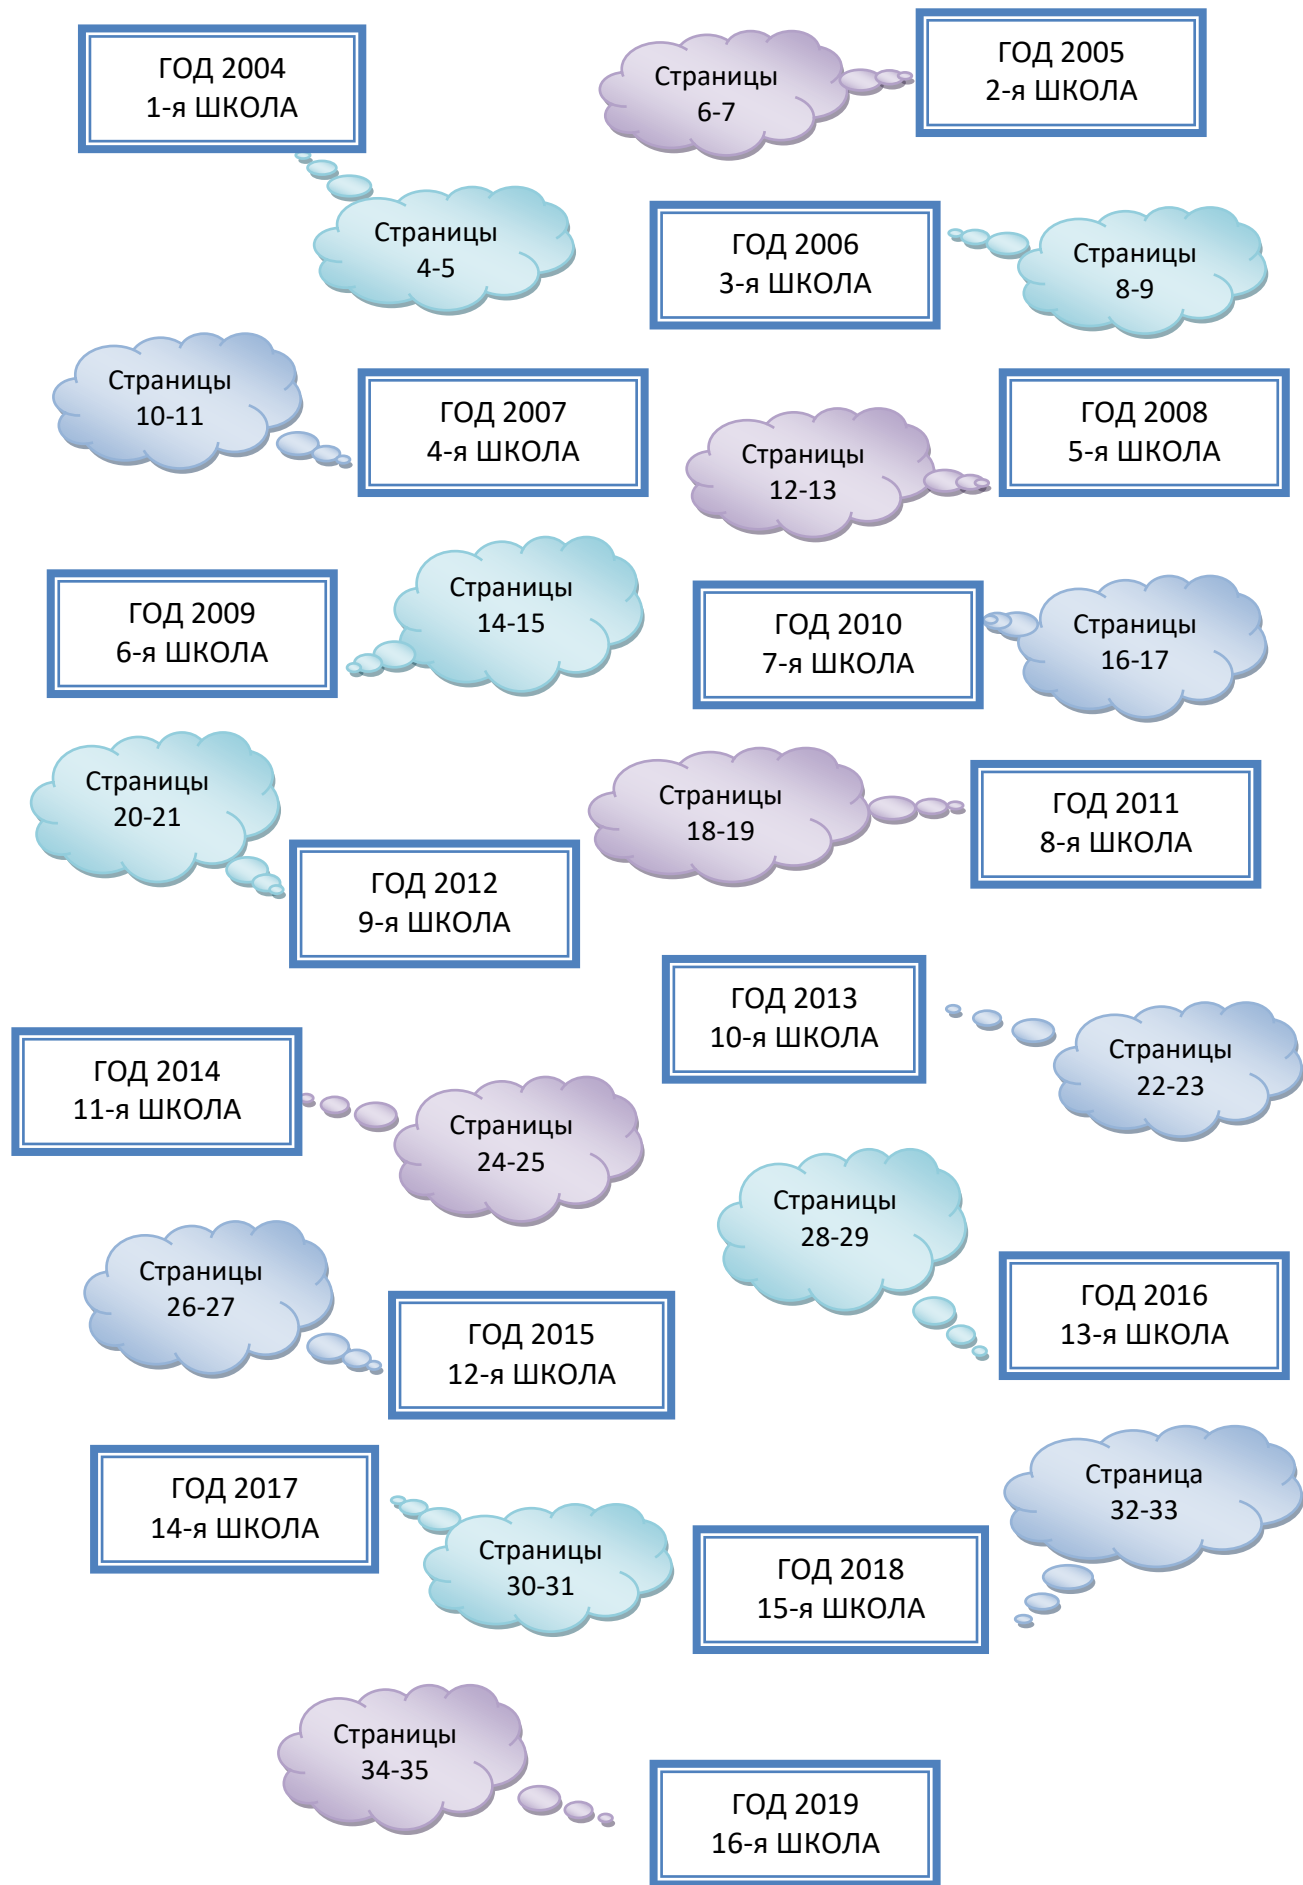 ГОД 2004
1-я ШКОЛА
Страницы
4-5
ГОД 2005
2-я ШКОЛА
Страницы
6-7
ГОД 2006
3-я ШКОЛА
Страницы
8-9
ГОД 2007
4-я ШКОЛА
Страницы
10-11
ГОД 2008
5-я ШКОЛА
Страницы
12-13
ГОД 2009
6-я ШКОЛА
Страницы
14-15
ГОД 2010
7-я ШКОЛА
Страницы
16-17
ГОД 2011
8-я ШКОЛА
Страницы
18-19
ГОД 2012
9-я ШКОЛА
Страницы
20-21
ГОД 2013
10-я ШКОЛА
Страницы
22-23
ГОД 2014
11-я ШКОЛА
Страницы
24-25
ГОД 2015
12-я ШКОЛА
Страницы
26-27
ГОД 2016
13-я ШКОЛА
Страницы
28-29
ГОД 2017
14-я ШКОЛА
Страницы
30-31
ГОД 2018
15-я ШКОЛА
Страница
32-33
ГОД 2019
16-я ШКОЛА
Страницы
34-35